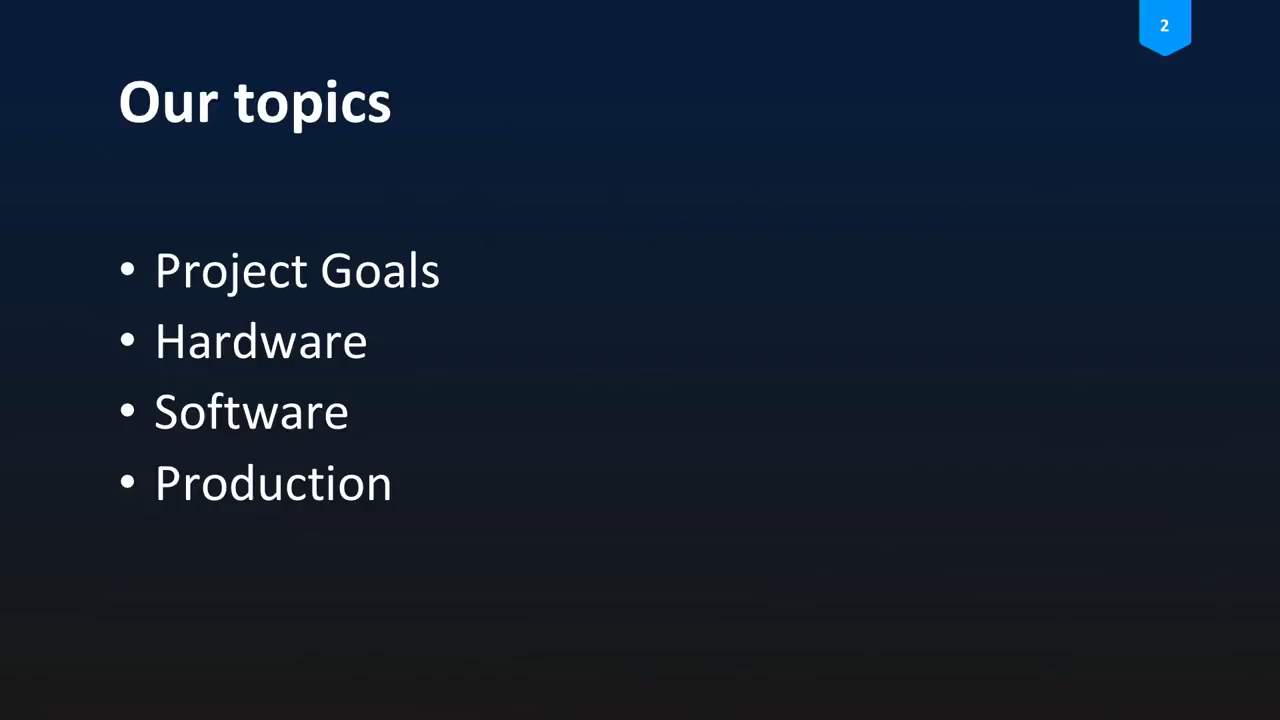 2
Our topics
• Project Goals
• Hardware
• Software
• Production